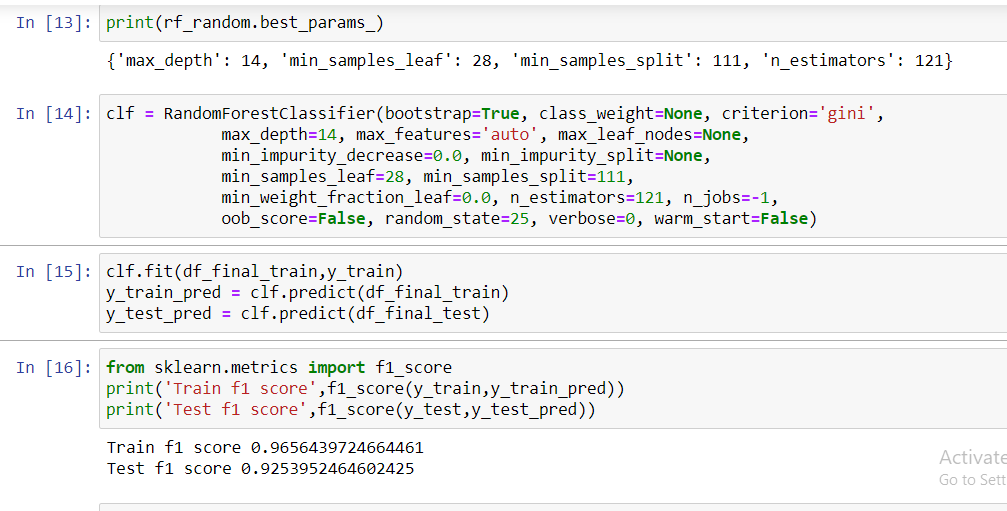 In [13]: print(rf_random.best_params_)
{'max_depth': 14, 'min_samples_leaf': 28, 'min_samples_split': 111, 'n_estimators': 121}
In [14]: clf = RandomForestClassifier(bootstrap=True, class_weight=None, criterion='gini',
max_depth=14, max_features='auto', max_leaf_nodes=None,
min_impurity_decrease=0.0, min_impurity_split=None,
min_samples_leaf=28, min_samples_split=111,
min_weight_fraction_leaf=0.0, n_estimators=121, n_jobs=-1,
oob_score=False, random_state=25, verbose=0, warm_start=False)
In [15]: clf.fit(df_final_train,y_train)
y_train_pred = clf.predict(df_final_train)
y_test_pred = clf.predict(df_final_test)
In [16]: from sklearn.metrics import f1_score
print('Train f1 score',f1_score(y_train,y_train_pred))
print('Test f1 score',f1_score(y_test,y_test_pred))
Train f1 score 0.9656439724664461
Test f1 score 0.9253952464602425
Activate
Go to Sett